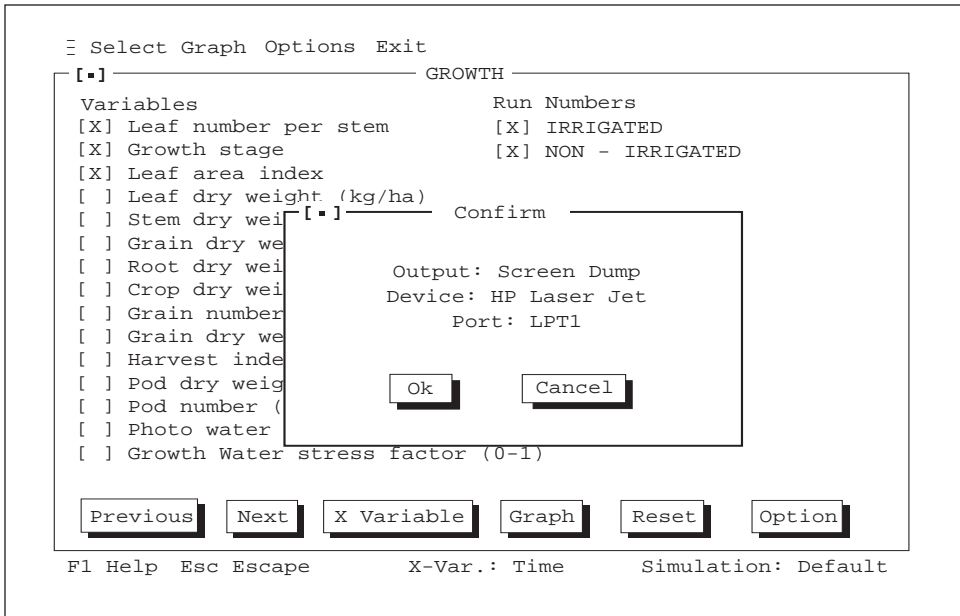 Select Graph Options Exit
[▪] GROWTH
Variables Run Numbers
[X] Leaf number per stem [X] IRRIGATED
[X] Growth stage [X] NON - IRRIGATED
[X] Leaf area index
[ ] Leaf dry weight (kg/ha)
[ ] Stem dry wei
[ ] Grain dry we
[ ] Root dry wei
[ ] Crop dry wei
[ ] Grain number
[ ] Grain dry we
[ ] Harvest inde
[ ] Pod dry weig
[ ] Pod number (
[ ] Photo water
[ ] Growth Water stress factor (0-1)
[▪] Confirm
Output: Screen Dump
Device: HP Laser Jet
Port: LPT1
Ok Cancel
Previous Next X Variable Graph Reset Option
F1 Help Esc Escape X-Var.: Time Simulation: Default